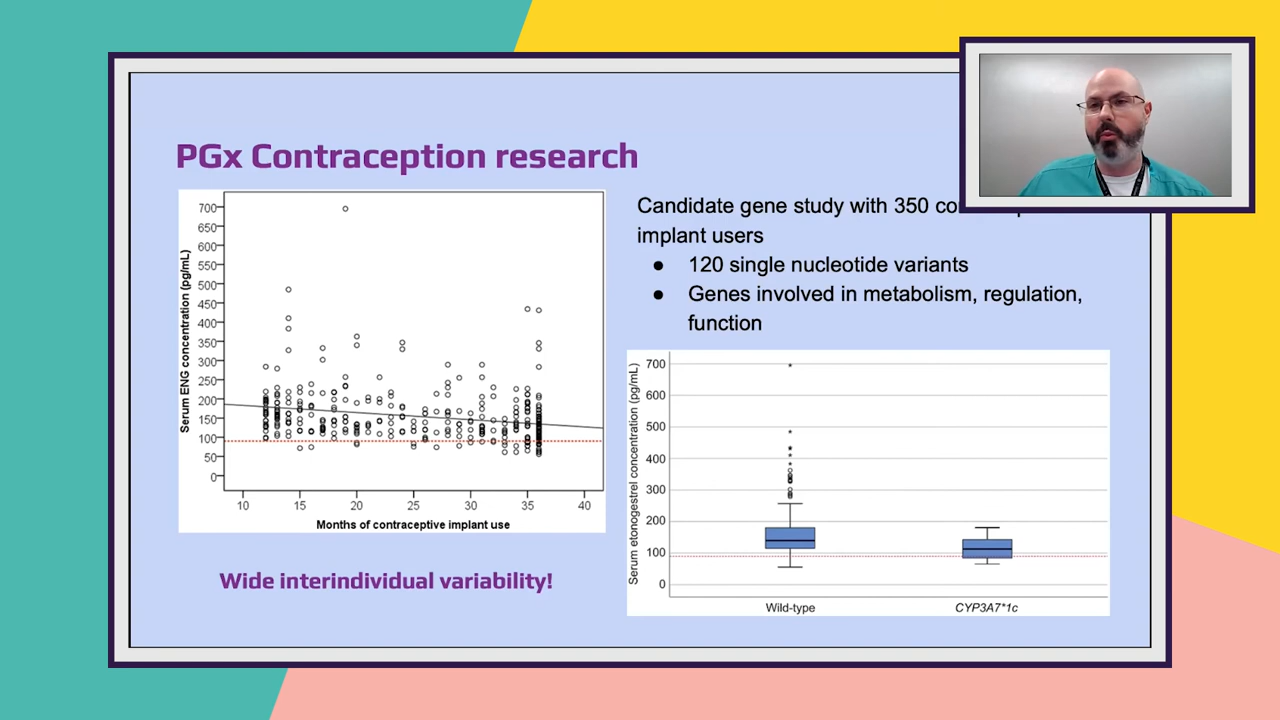 PGx Contraception research
Serum ENG concentration (pg/mL)
700
650
600
550
500
450
400
350
300
250
200
150
100
50
0
10
15
20
25
30
35
40
Months of contraceptive implant use
Wide interindividual variability!
Candidate gene study with 350
implant users
● 120 single nucleotide variants
● Genes involved in metabolism, regulation,
function
Serum etonogestrel concentration (pg/mL)
700
600
500
400
300
200
100
0
Wild-type
CYP3A7*1c